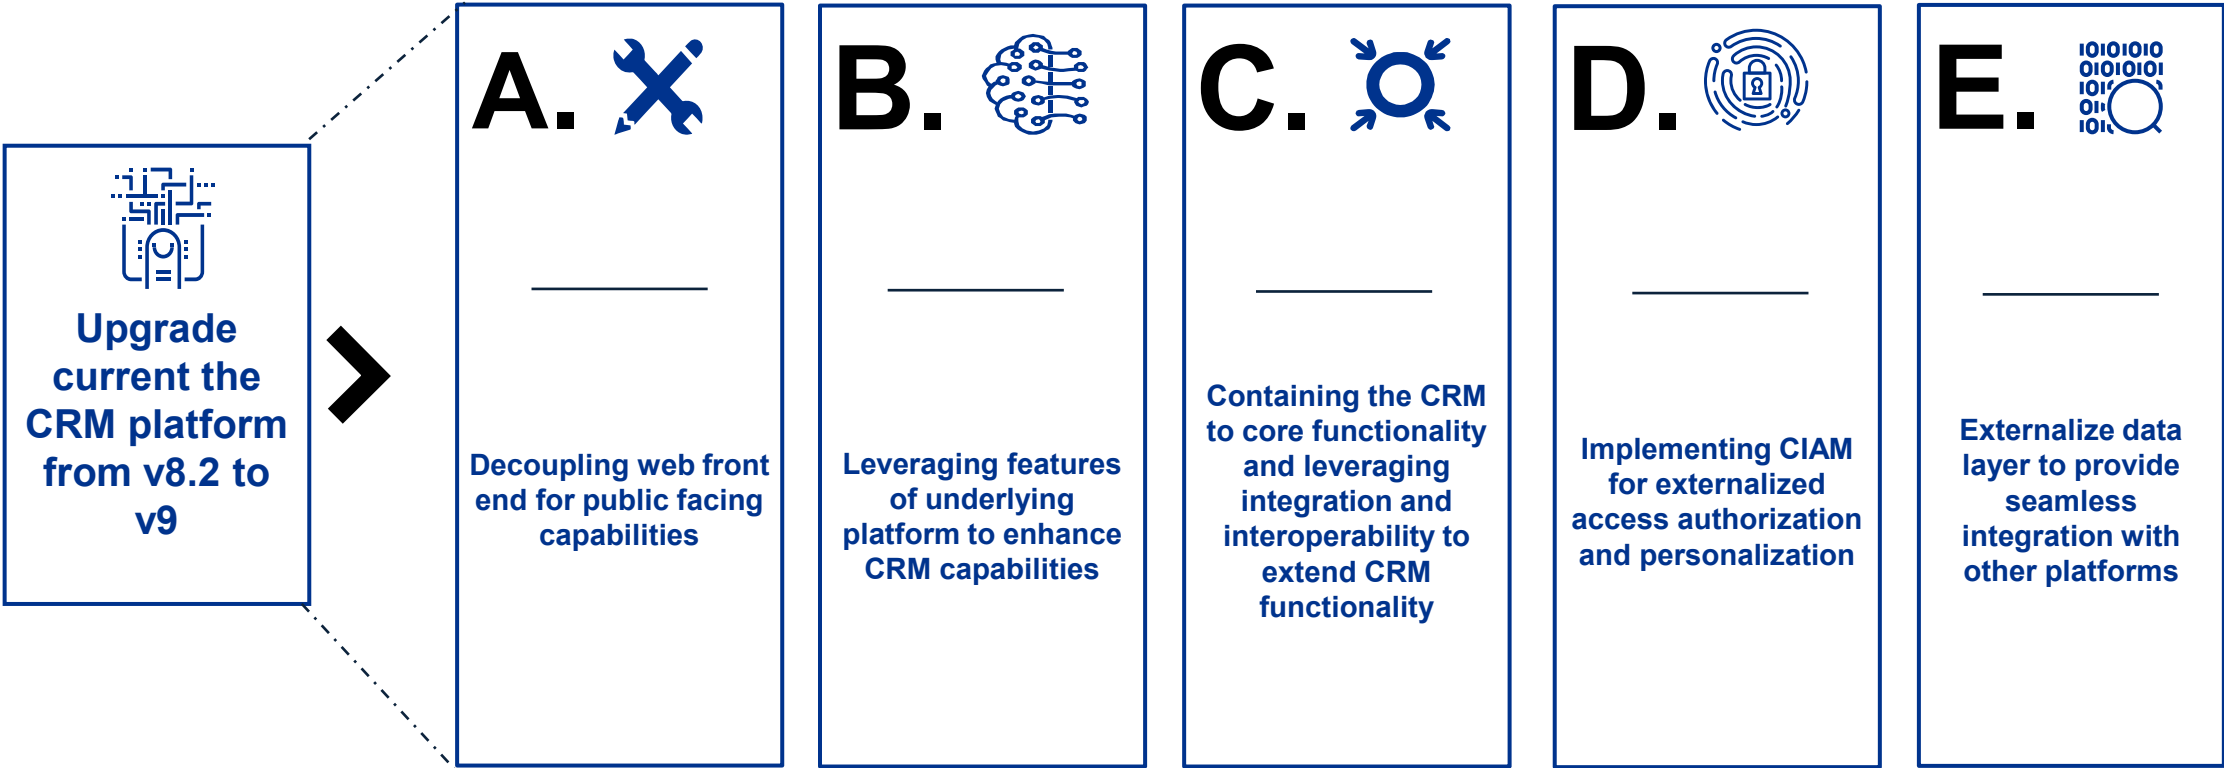 Upgrade
current the
CRM platform
from v8.2 to
v9
A.
Decoupling web front
end for public facing
capabilities
B.
Leveraging features
of underlying
platform to enhance
CRM capabilities
C.
Containing the CRM
to core functionality
and leveraging
integration and
interoperability to
extend CRM
functionality
D.
Implementing CIAM
for externalized
access authorization
and personalization
E.
0101010
0101010I
Externalize data
layer to provide
seamless
integration with
other platforms